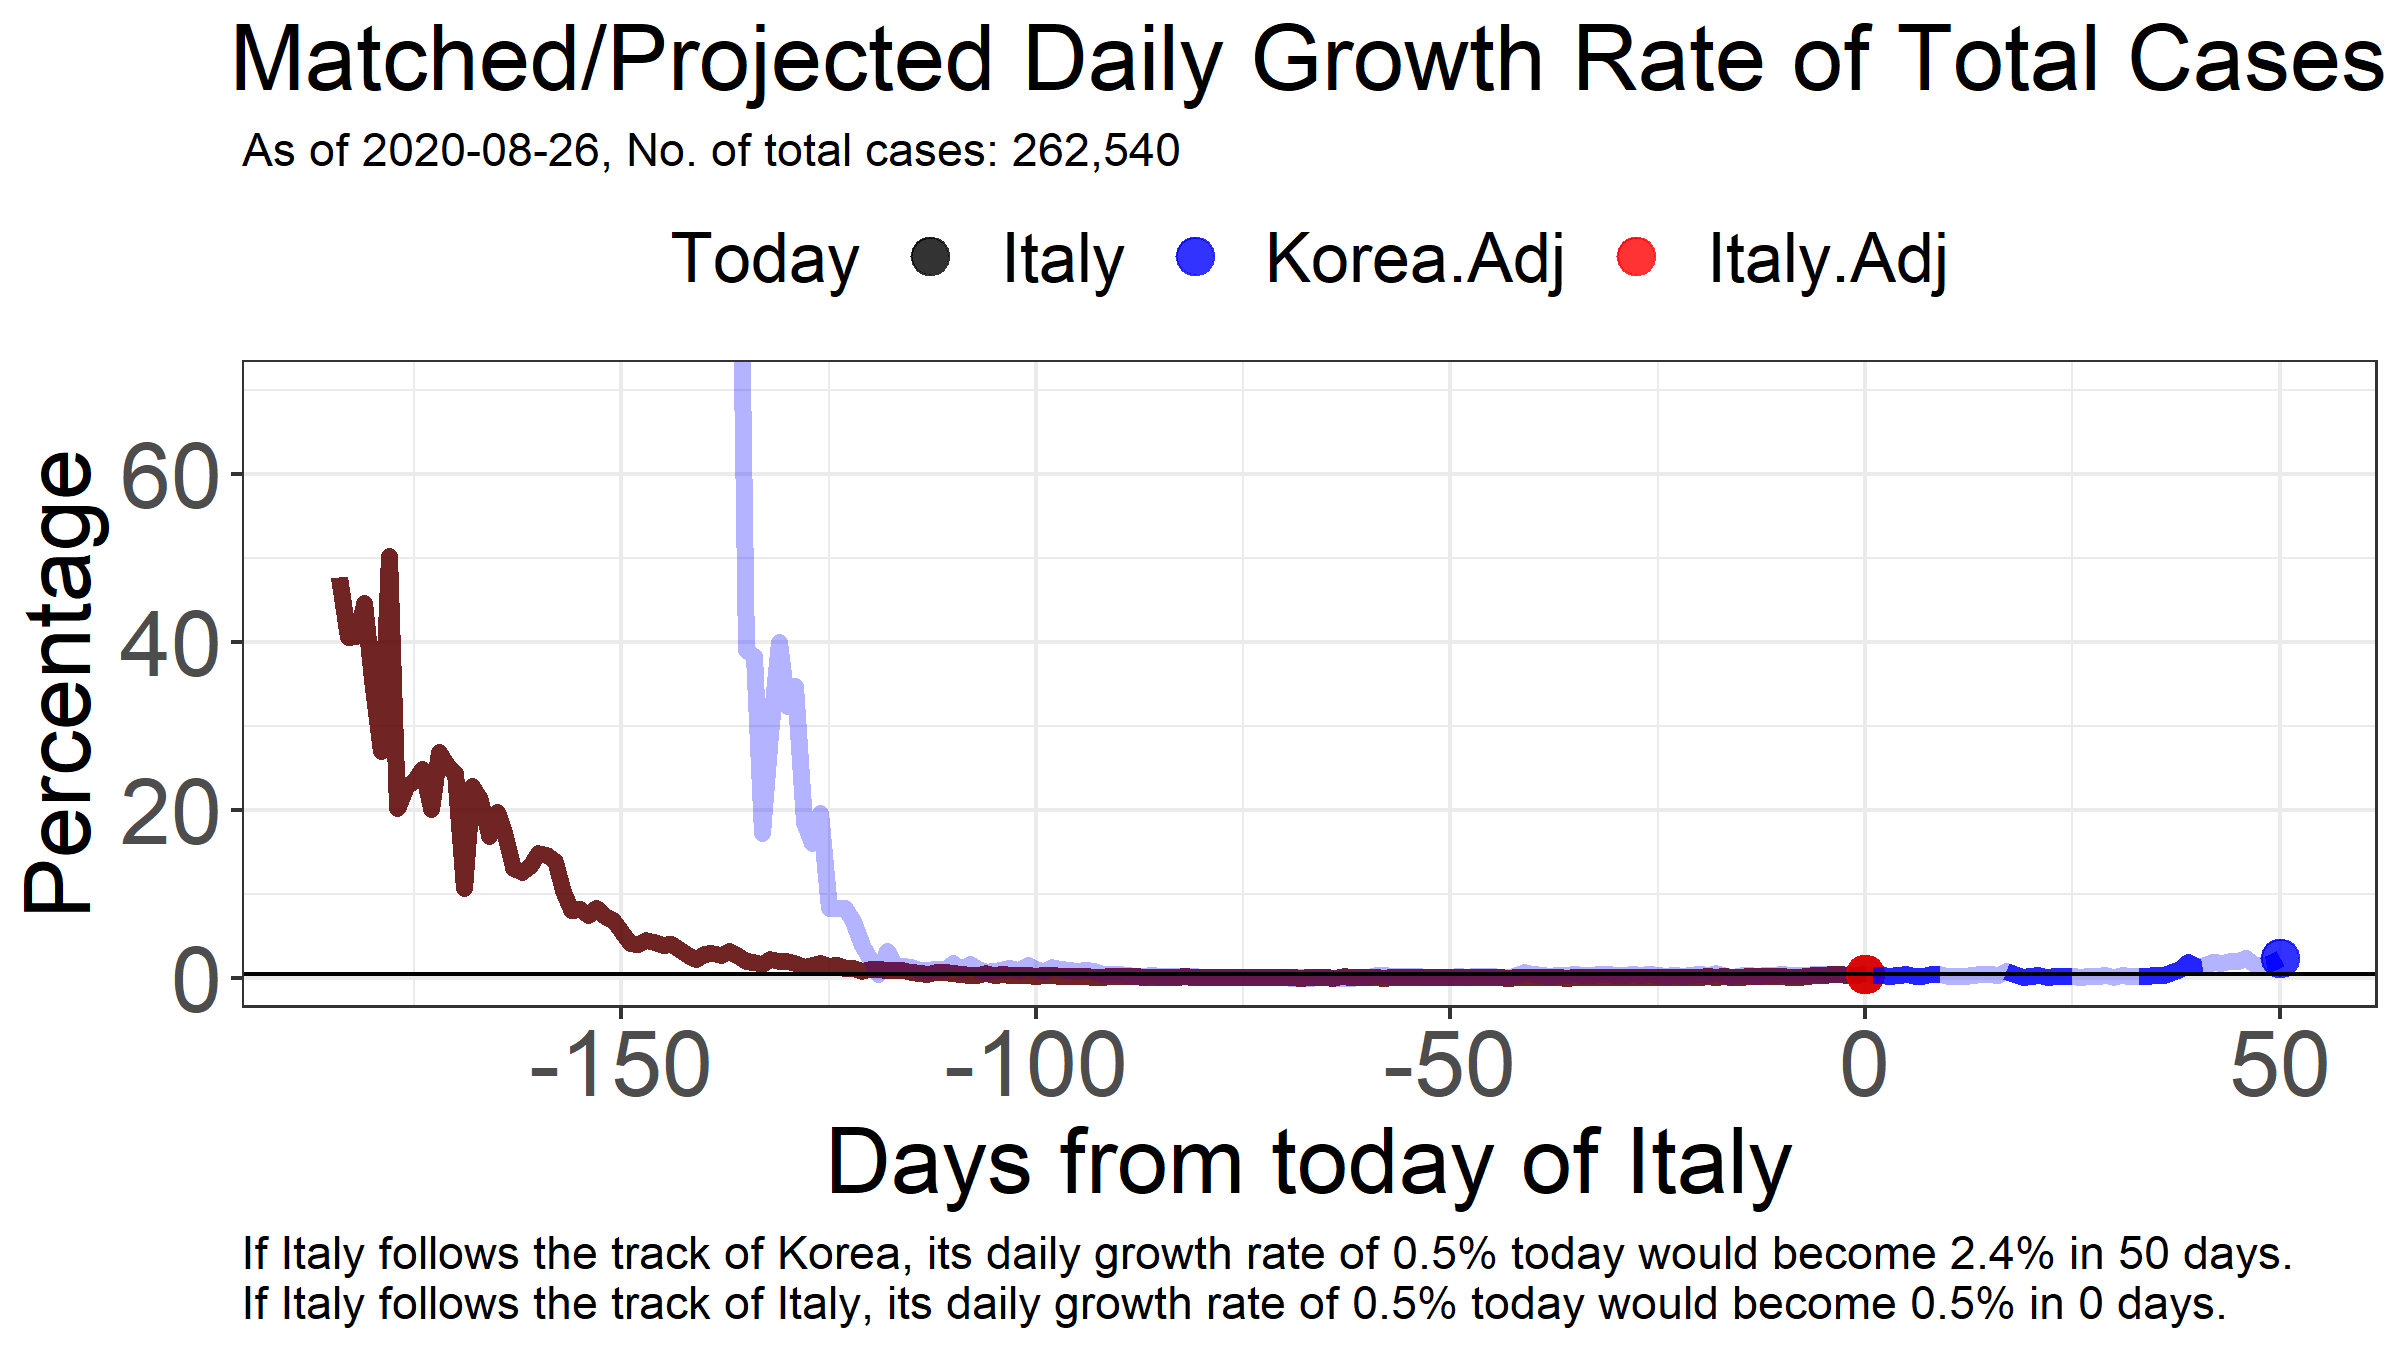 Matched/Projected Daily Growth Rate of Total Cases
As of 2020-08-26, No. of total cases: 262,540
Today Italy Korea.Adj Italy.Adj
Percentage
60
40
20
0
-150 -100 -50 0 50
Days from today of Italy
If Italy follows the track of Korea, its daily growth rate of 0.5% today would become 2.4% in 50 days.
If Italy follows the track of Italy, its daily growth rate of 0.5% today would become 0.5% in 0 days.